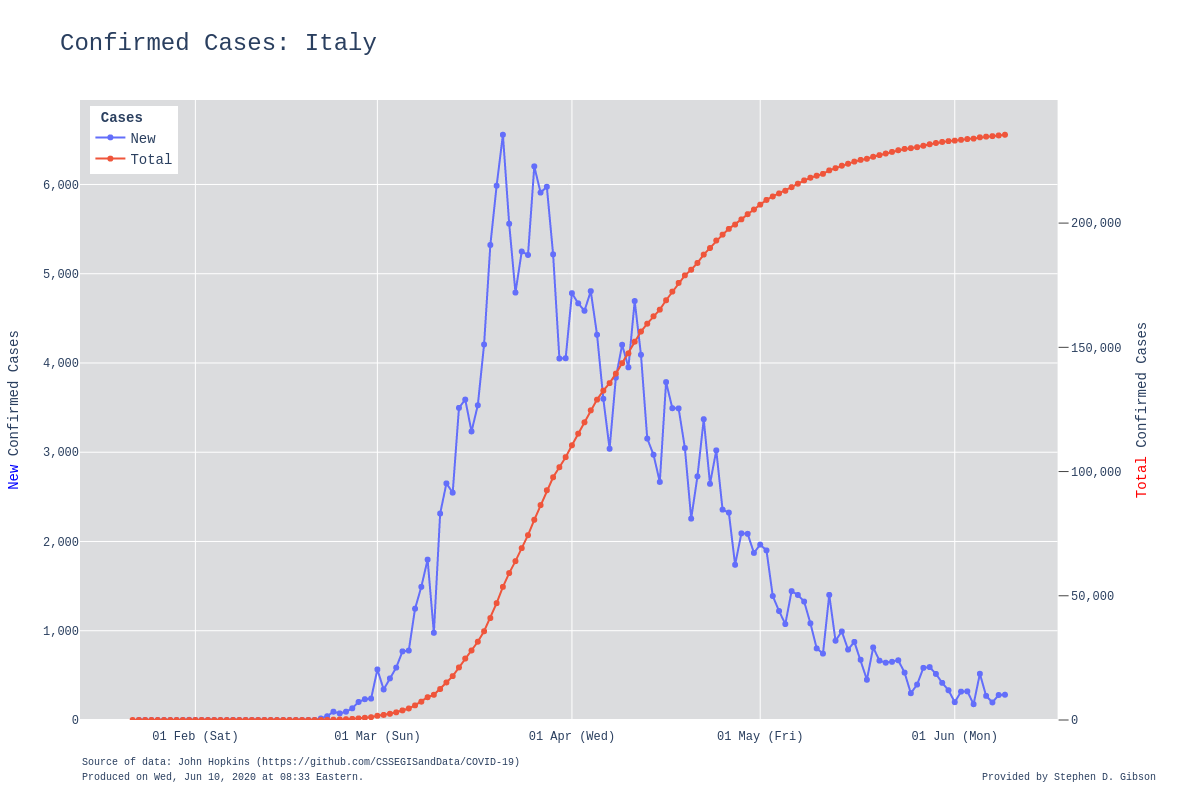 Confirmed Cases: Italy
Cases
New
Total
6,000
5,000
4,000
3,000
2,000
1,000
0
200,000
150,000
100,000
50,000
0
New Confirmed Cases
Total Confirmed Cases
01 Feb (Sat)
01 Mar (Sun)
01 Apr (Wed)
01 May (Fri)
01 Jun (Mon)
Source of data: John Hopkins (https://github.com/CSSEGISandData/COVID-19)
Produced on Wed, Jun 10, 2020 at 08:33 Eastern.
Provided by Stephen D. Gibson